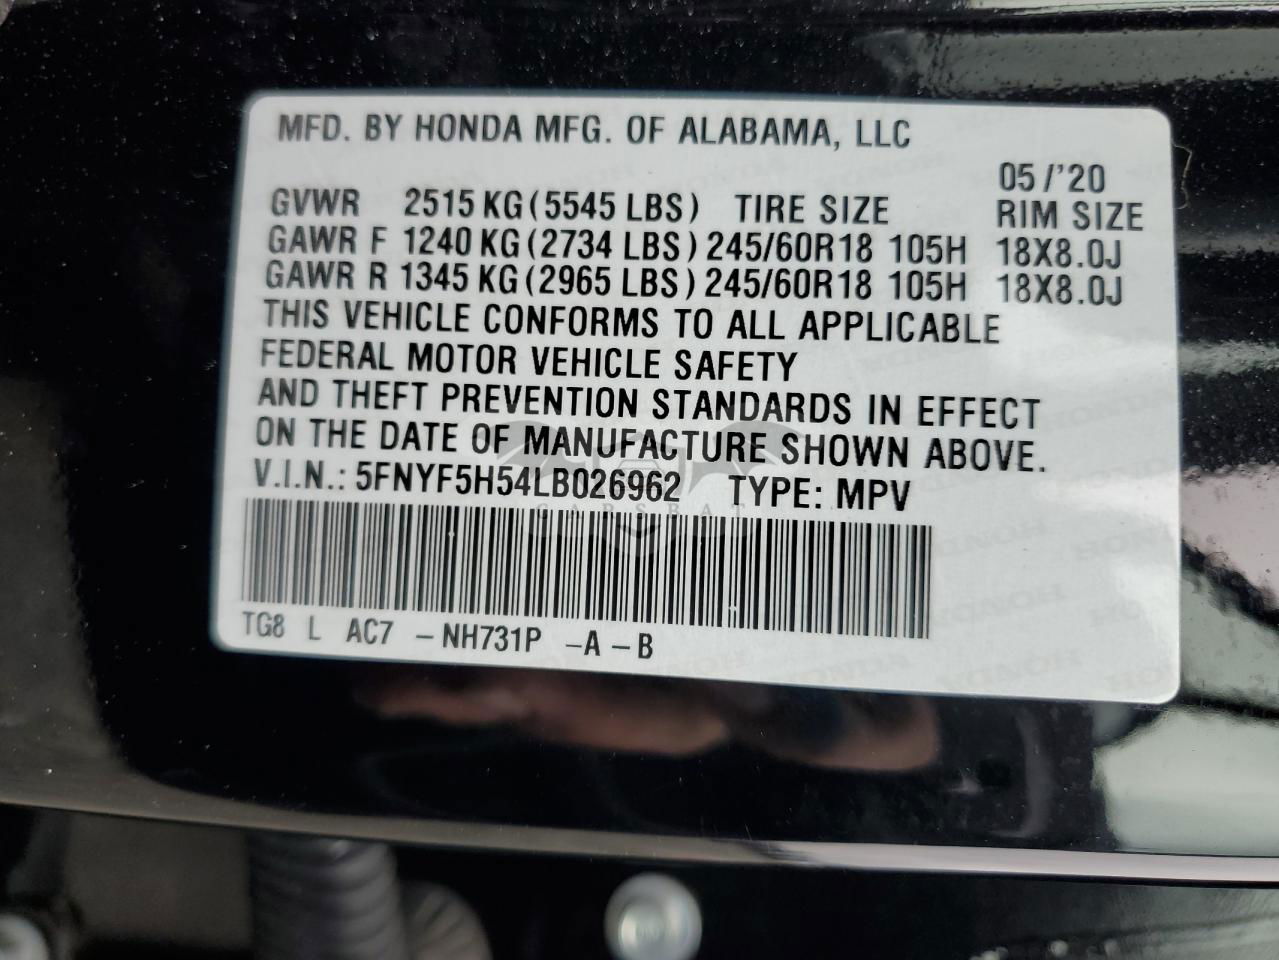 MFD. BY HONDA MFG. OF ALABAMA, LLC
05/'20
GVWR 2515 KG (5545 LBS) TIRE SIZE RIM SIZE
GAWR F 1240 KG (2734 LBS) 245/60R18 105H 18X8.0J
GAWR R 1345 KG (2965 LBS) 245/60R18 105H 18X8.0J
THIS VEHICLE CONFORMS TO ALL APPLICABLE
FEDERAL MOTOR VEHICLE SAFETY
AND THEFT PREVENTION STANDARDS IN EFFECT
ON THE DATE OF MANUFACTURE SHOWN ABOVE.
V.I.N.: 5FNYF5H54LB026962 TYPE: MPV
CARSBAT
TG8 L AC7 -NH731P -A-B